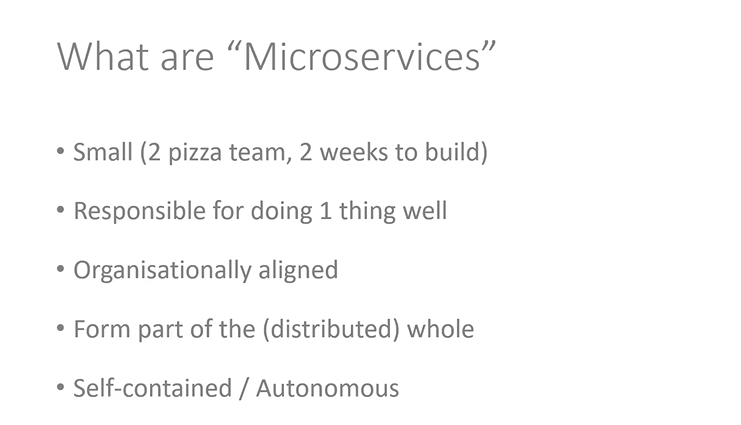 What are “Microservices”
• Small (2 pizza team, 2 weeks to build)
• Responsible for doing 1 thing well
• Organisationally aligned
• Form part of the (distributed) whole
• Self-contained / Autonomous